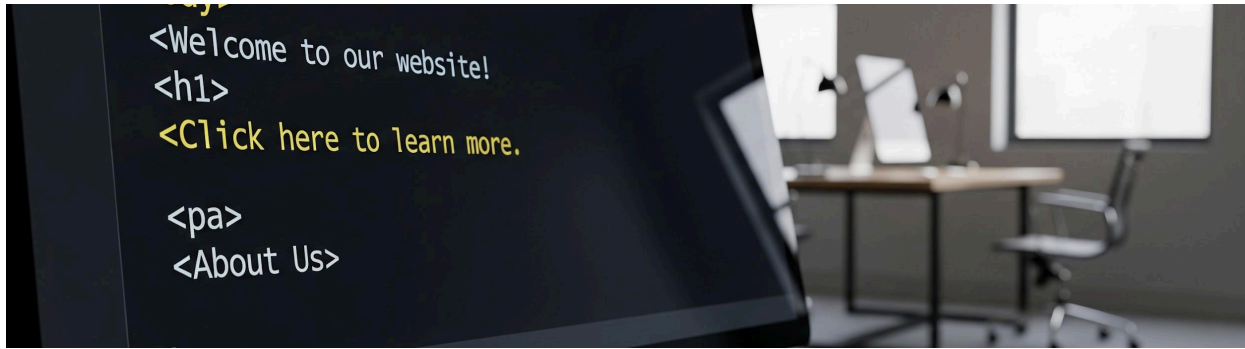 <Welcome to our website!
<h1>
<Click here to learn more.
<pa>
<About Us>